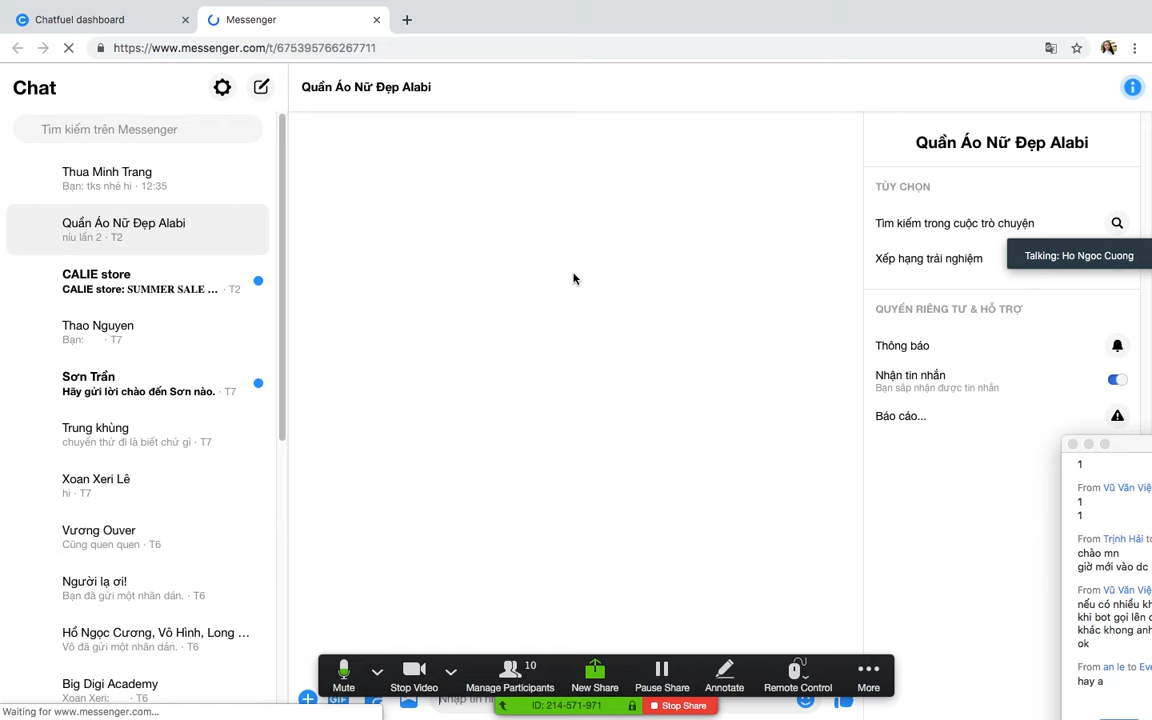 Chatfuel dashboard
Messenger
https://www.messenger.com/t/675395766267711
Chat
Quần Áo Nữ Đẹp Alabi
Tìm kiếm trên Messenger
Thua Minh Trang
Bạn: tks nhé hi · 12:35
Quần Áo Nữ Đẹp Alabi
níu lần 2 · T2
CALIE store
CALIE store: SUMMER SALE ... · T2
Thao Nguyen
Bạn: · T7
Sơn Trần
Hãy gửi lời chào đến Sơn nào. · T7
Trung khùng
chuyến thứ đi là biết chứ gì · T7
Xoan Xeri Lê
hi · T7
Vương Ouver
Cũng quen quen · T6
Người lạ ơi!
Bạn đã gửi một nhãn dán. · T6
Hồ Ngọc Cương, Vô Hình, Long ...
Vô đã gửi một nhãn dán. · T6
Big Digi Academy
Xoan Xeri: · T6
Waiting for www.messenger.com...
Quần Áo Nữ Đẹp Alabi
TÙY CHỌN
Tìm kiếm trong cuộc trò chuyện
Xếp hạng trải nghiệm
Talking: Ho Ngoc Cuong
QUYỀN RIÊNG TƯ & HỖ TRỢ
Thông báo
Nhận tin nhắn
Bạn sắp nhận được tin nhắn
Báo cáo...
1
From Vũ Văn Việ
1
1
From Trịnh Hải to
chào mn
giờ mới vào dc
From Vũ Văn Việ
nếu có nhiều kh
khi bot gọi lên c
khác khong anh
ok
From an le to Eve
hay a
10
Mute
Stop Video
Manage Participants
New Share
Pause Share
Annotate
Remote Control
More
GIF
Nhập tin n
ID: 214-571-971
Stop Share